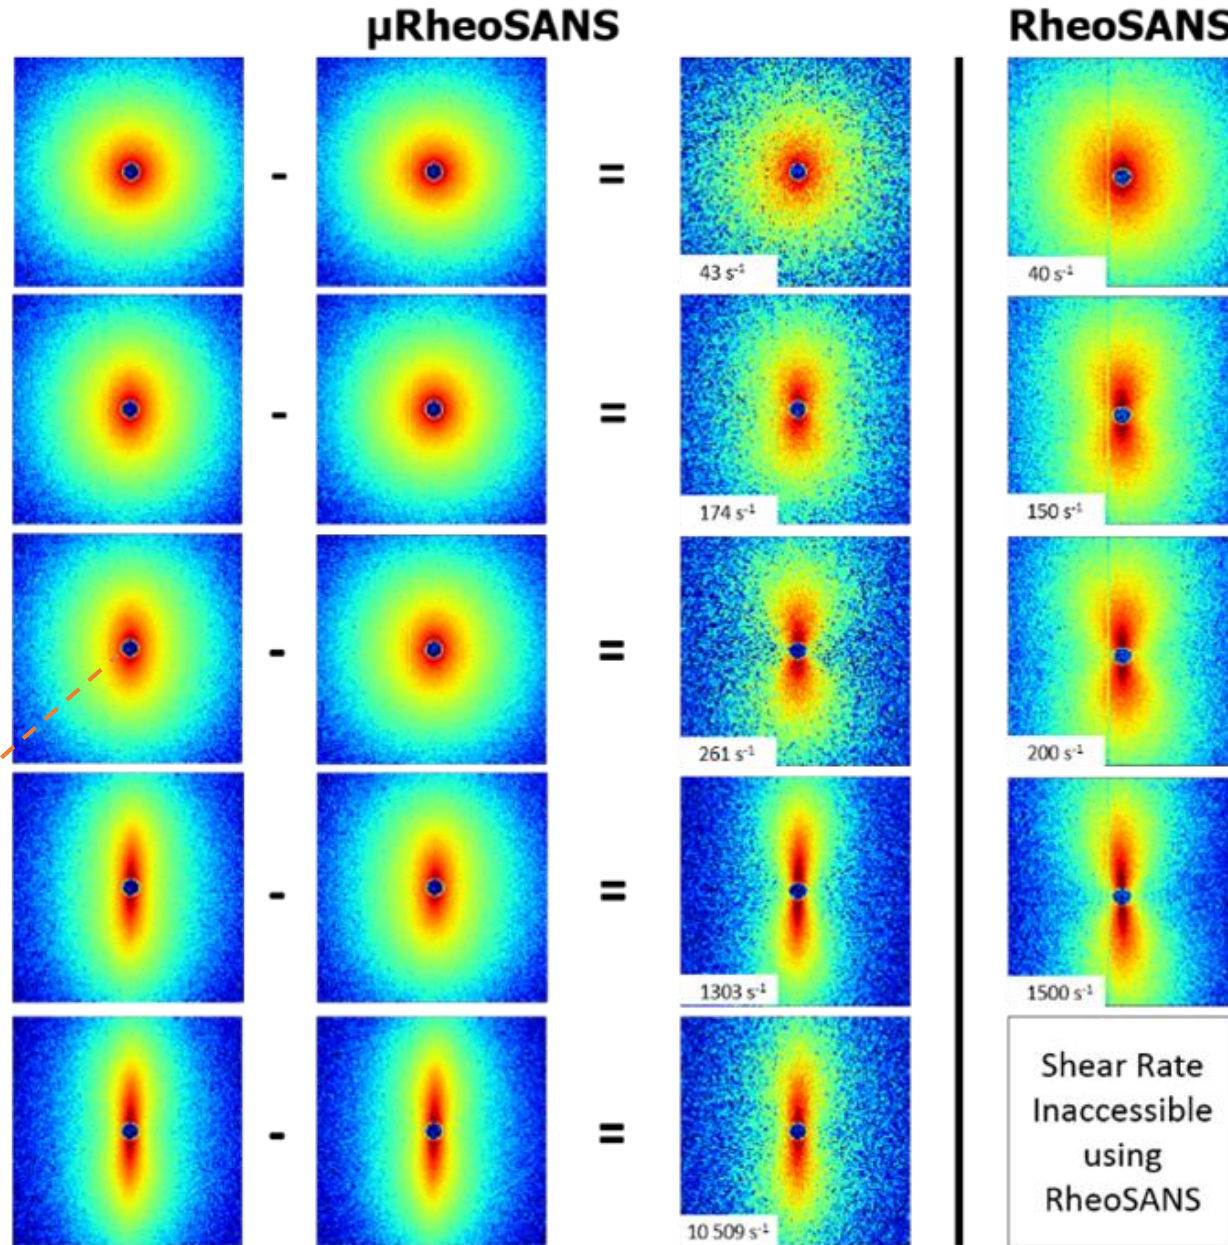 µRheoSANS
RheoSANS
- =
43 s⁻¹
40 s⁻¹
- =
174 s⁻¹
150 s⁻¹
- =
261 s⁻¹
200 s⁻¹
- =
1303 s⁻¹
1500 s⁻¹
- =
10 509 s⁻¹
Shear Rate
Inaccessible
using
RheoSANS